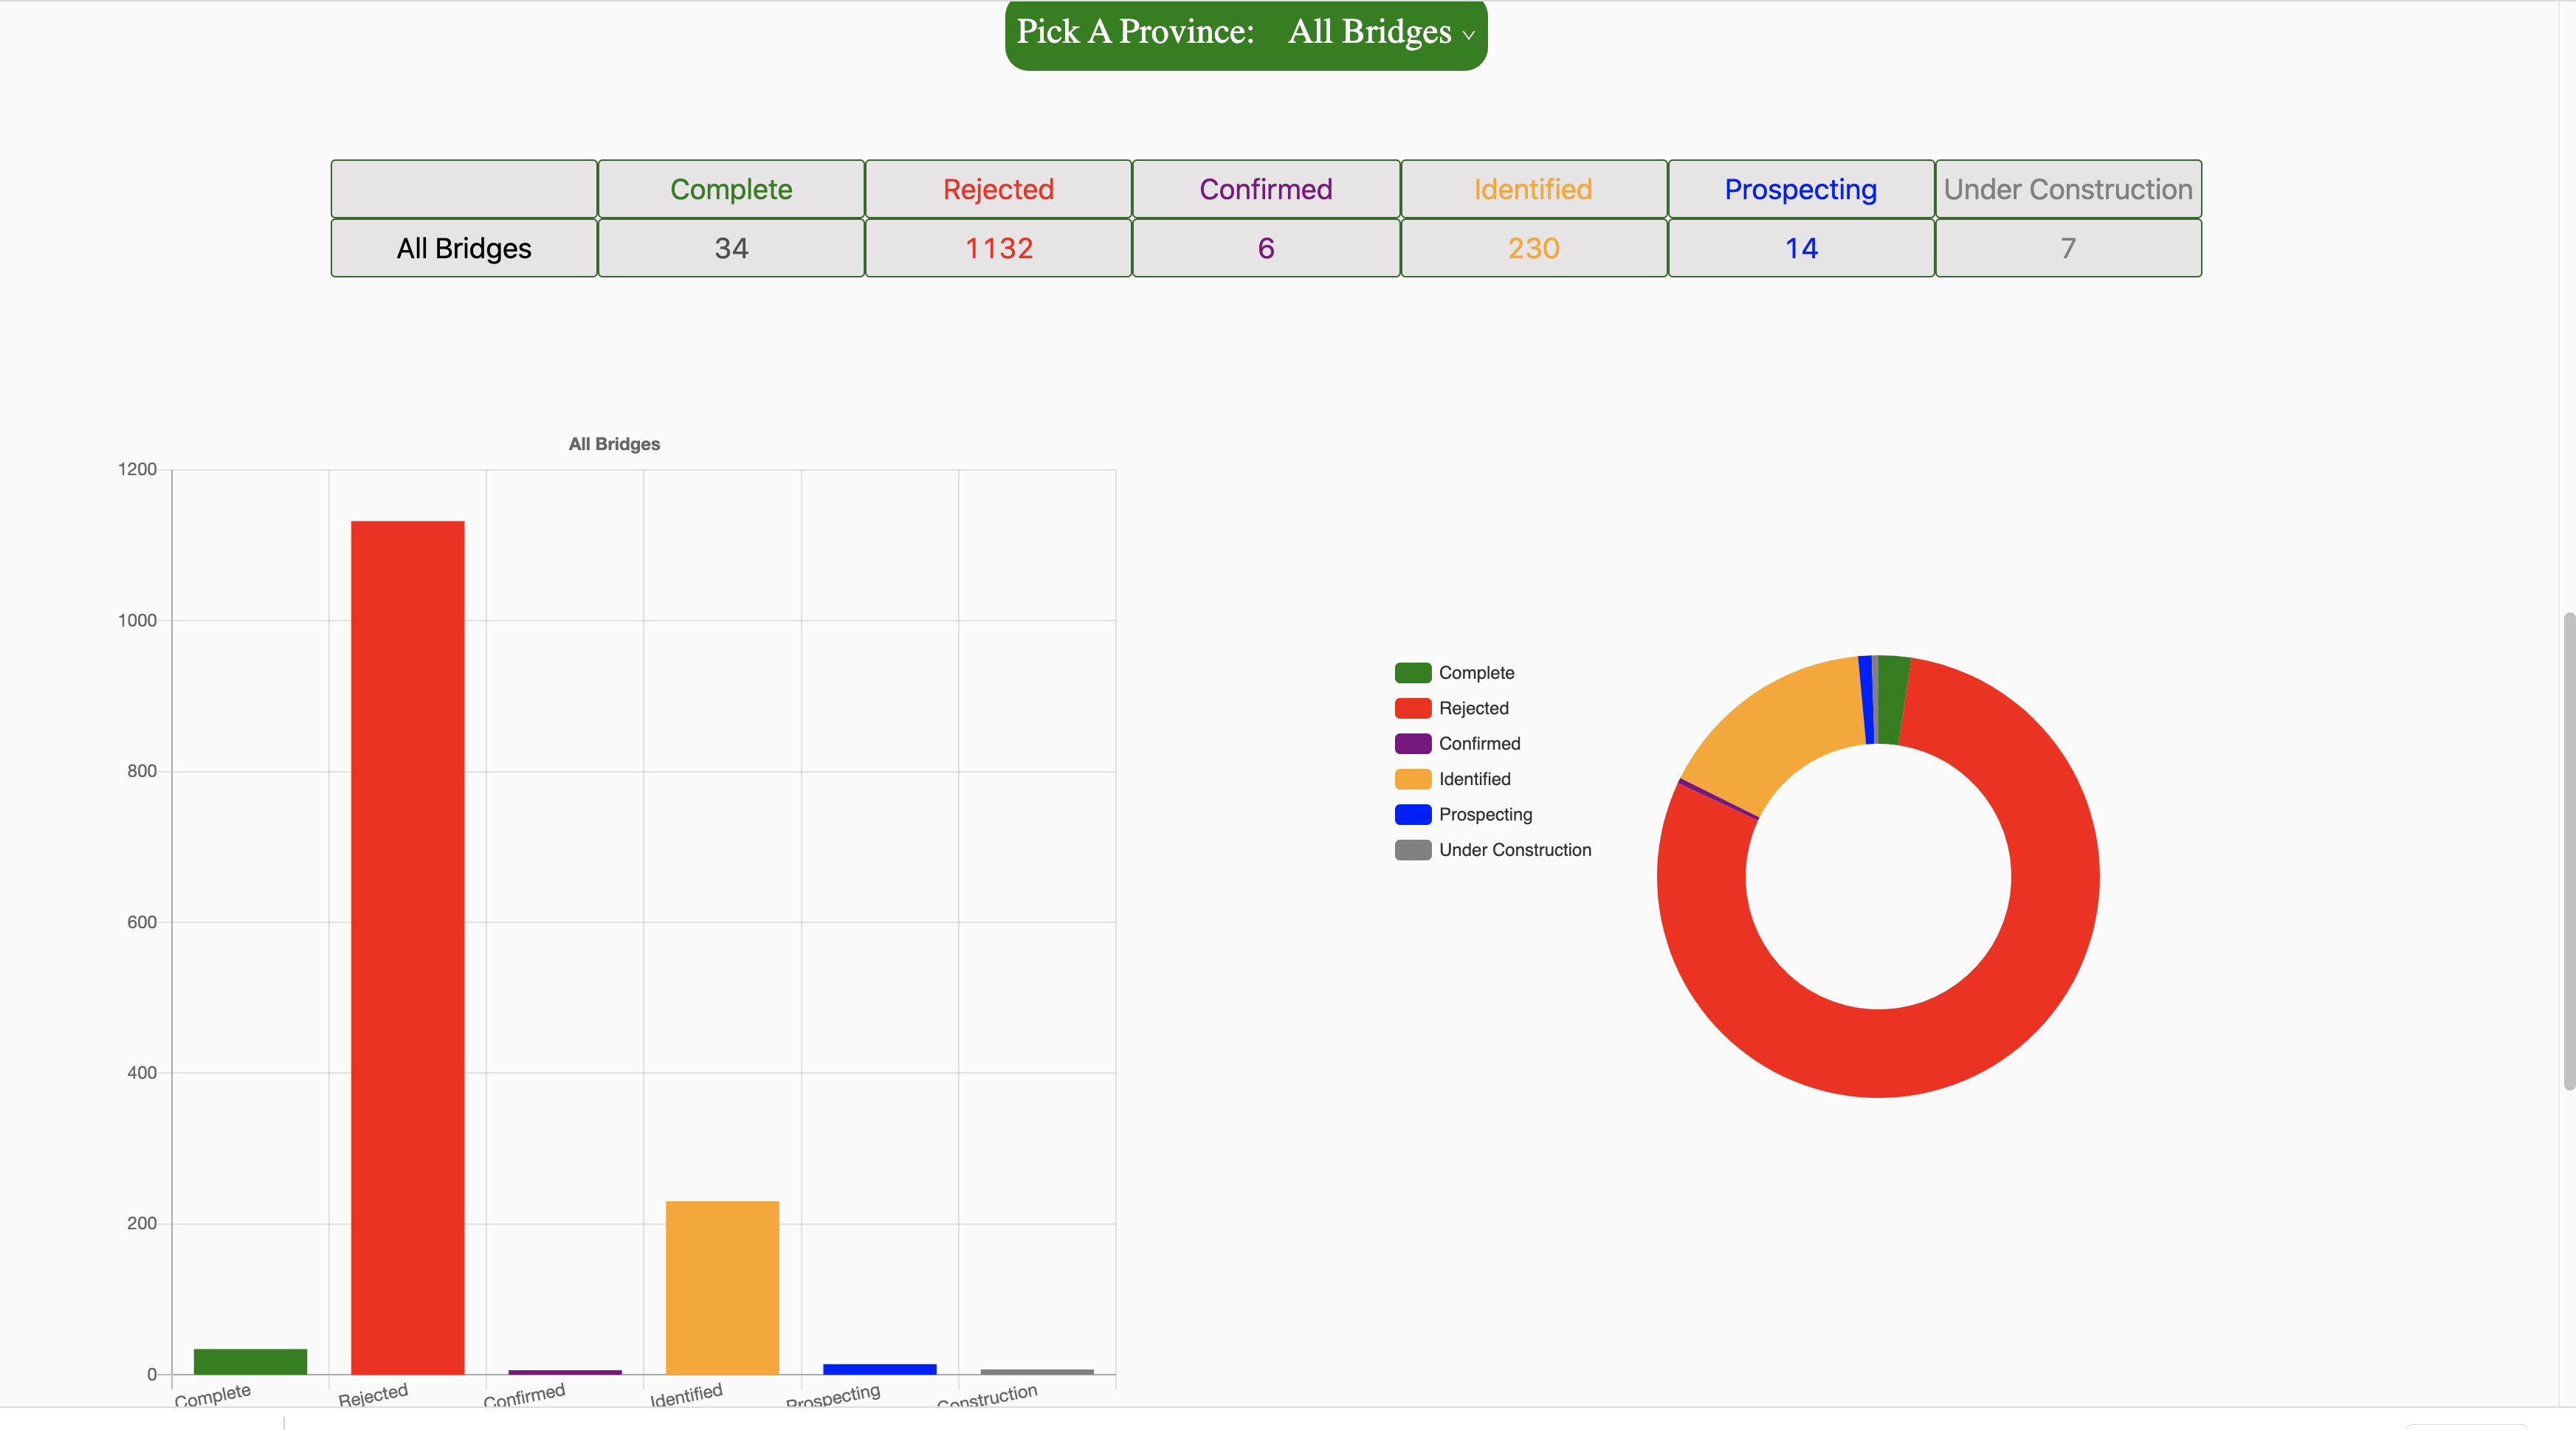 Pick A Province: All Bridges
Complete Rejected Confirmed Identified Prospecting Under Construction
All Bridges 34 1132 6 230 14 7
All Bridges
1200
1000
800
600
400
200
0
Complete Rejected Confirmed Identified Prospecting Construction
Complete
Rejected
Confirmed
Identified
Prospecting
Under Construction